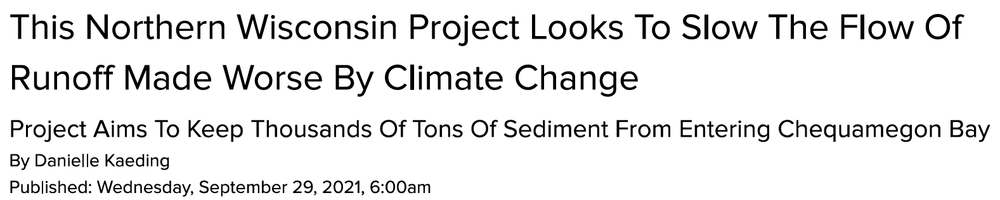 This Northern Wisconsin Project Looks To Slow The Flow Of
Runoff Made Worse By Climate Change
Project Aims To Keep Thousands Of Tons Of Sediment From Entering Chequamegon Bay
By Danielle Kaeding
Published: Wednesday, September 29, 2021, 6:00am